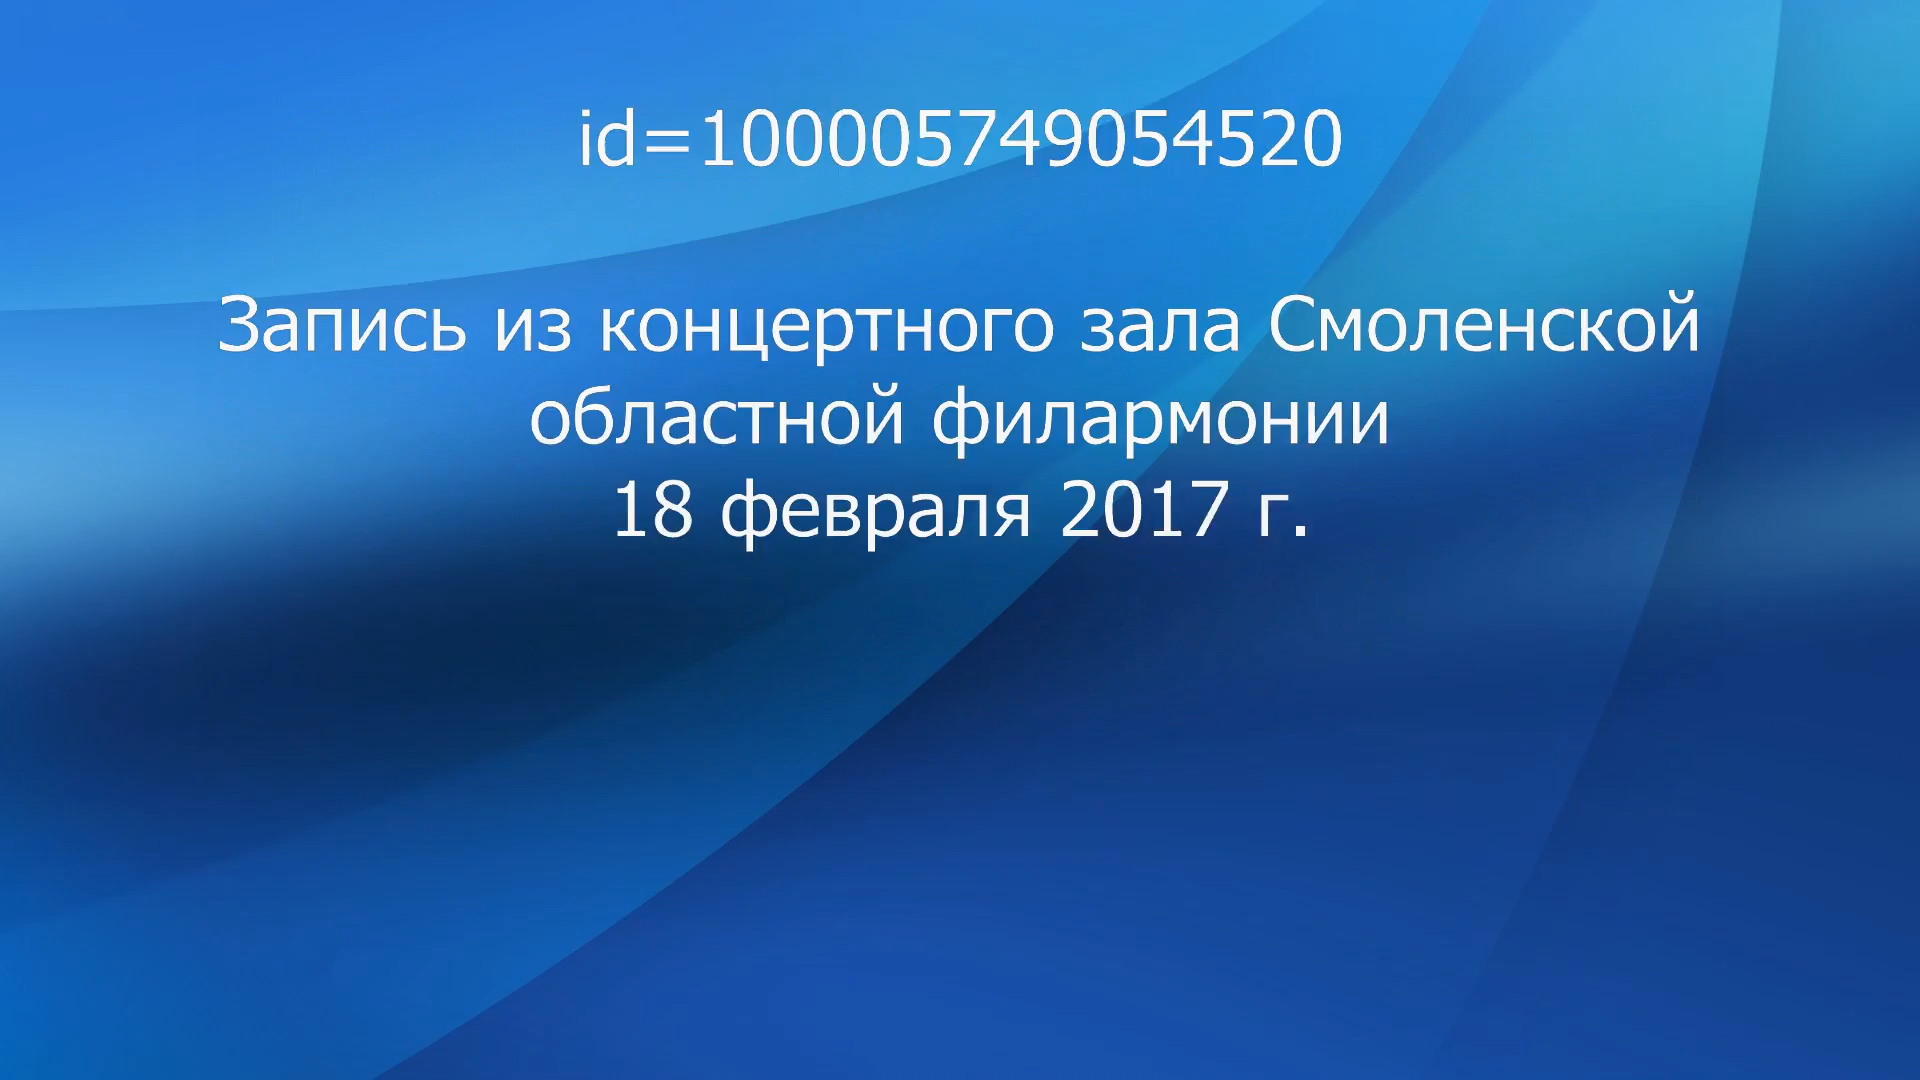 id=100005749054520
Запись из концертного зала Смоленской
областной филармонии
18 февраля 2017 г.